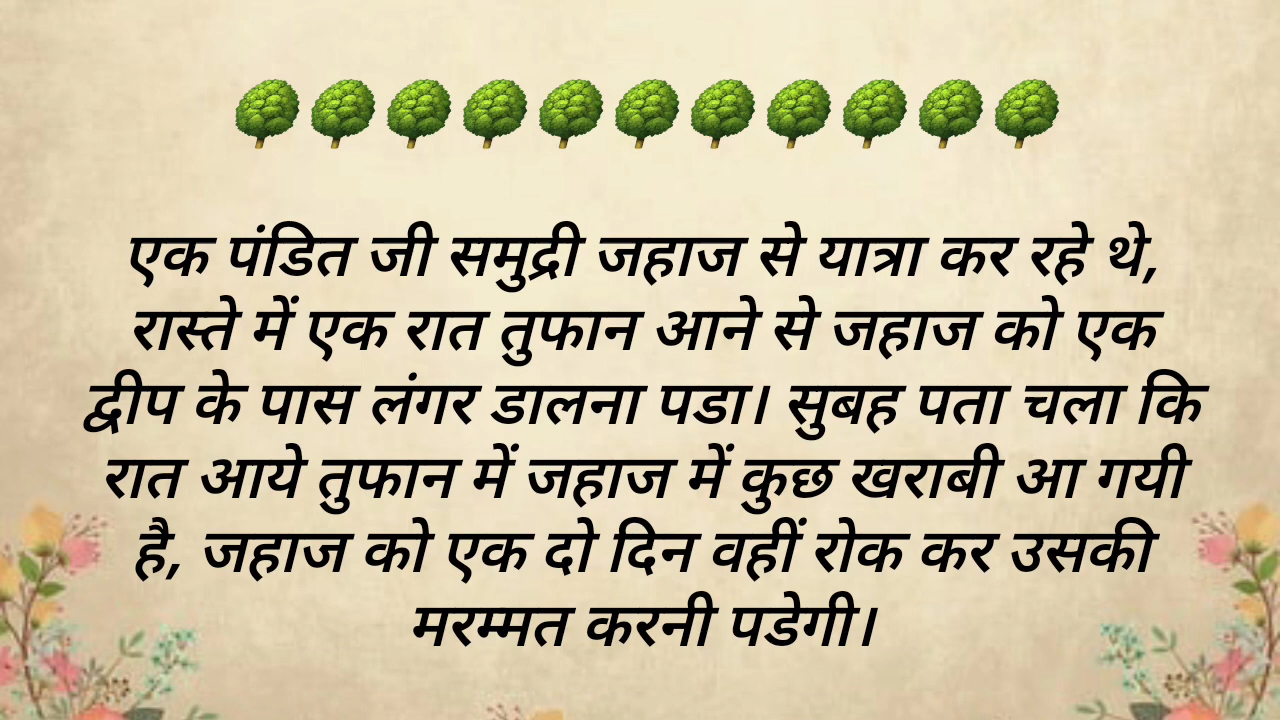 एक पंडित जी समुद्री जहाज से यात्रा कर रहे थे,
रास्ते में एक रात तुफान आने से जहाज को एक
द्वीप के पास लंगर डालना पडा। सुबह पता चला कि
रात आये तुफान में जहाज में कुछ खराबी आ गयी
है, जहाज को एक दो दिन वहीं रोक कर उसकी
मरम्मत करनी पडेगी।